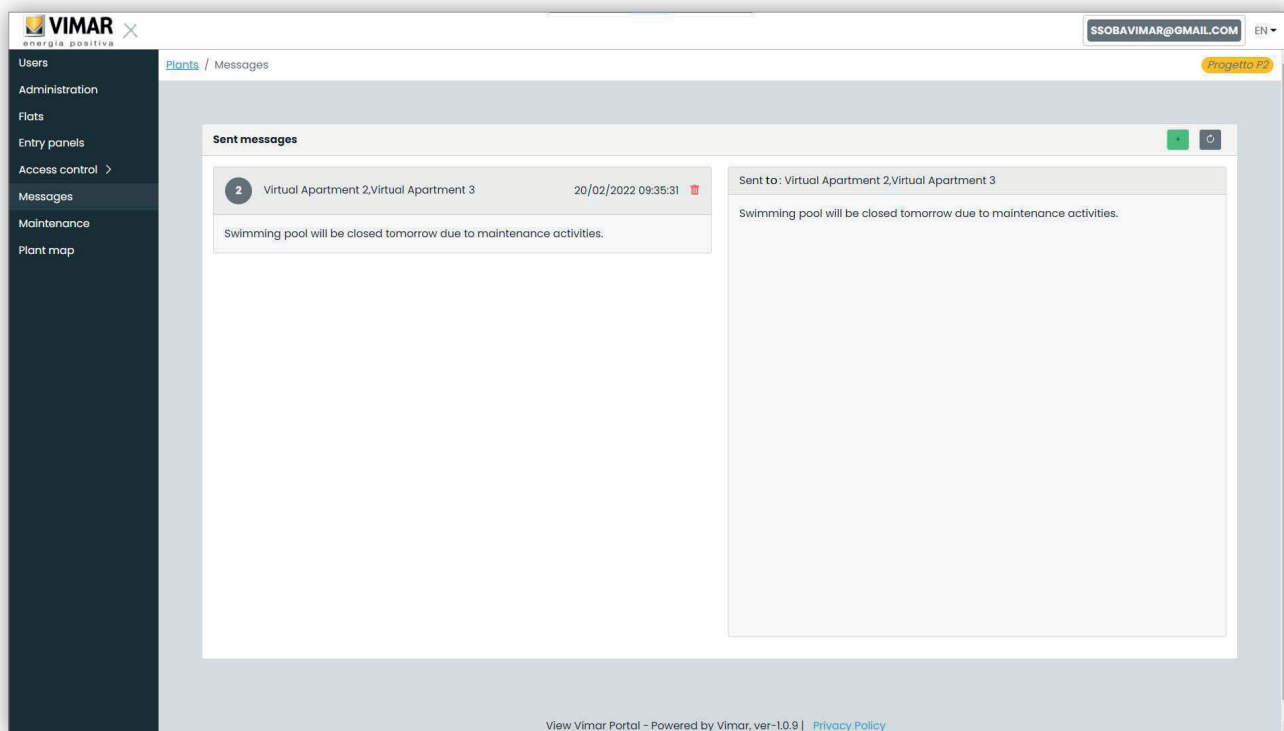 VIMAR
energia positiva
SSOBAVIMAR@GMAIL.COM EN
Users
Administration
Flats
Entry panels
Access control >
Messages
Maintenance
Plant map
Plants / Messages
Progetto P2
Sent messages
+
2 Virtual Apartment 2,Virtual Apartment 3 20/02/2022 09:35:31
Swimming pool will be closed tomorrow due to maintenance activities.
Sent to: Virtual Apartment 2,Virtual Apartment 3
Swimming pool will be closed tomorrow due to maintenance activities.
View Vimar Portal - Powered by Vimar, ver-1.0.9 | Privacy Policy